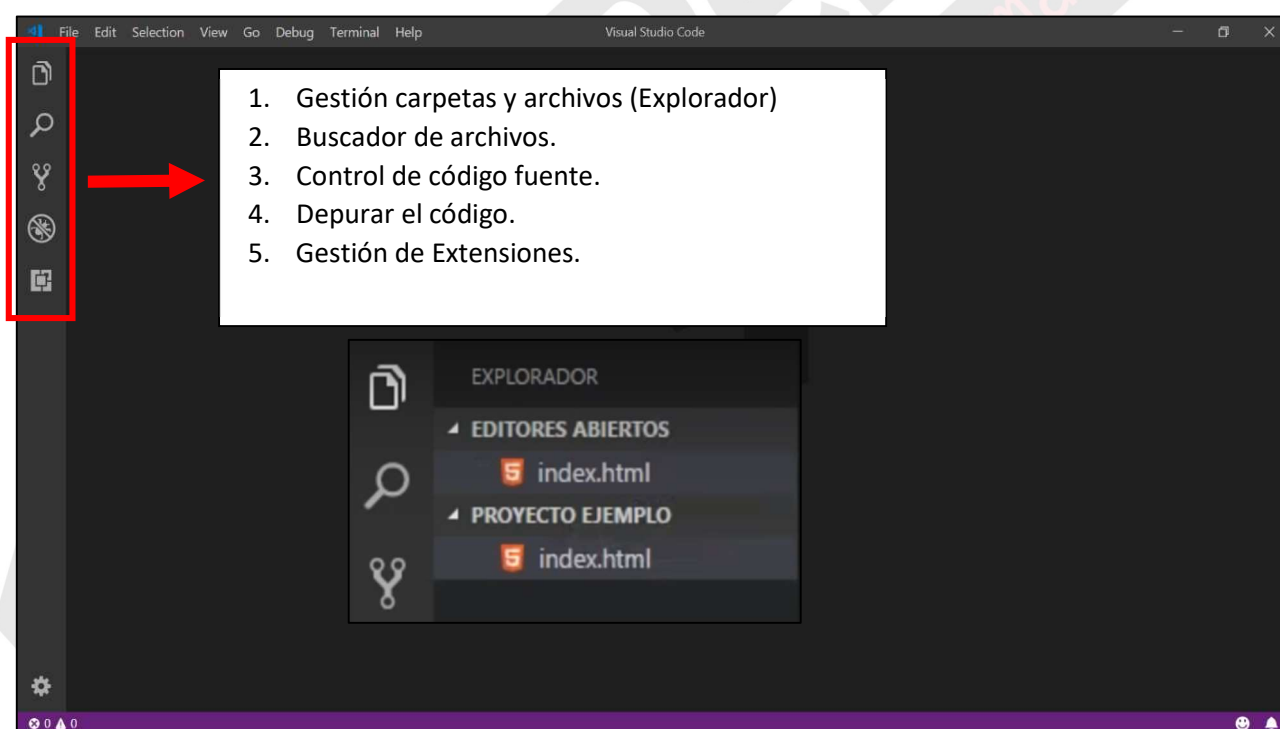 File Edit Selection View Go Debug Terminal Help Visual Studio Code
1. Gestión carpetas y archivos (Explorador)
2. Buscador de archivos.
3. Control de código fuente.
4. Depurar el código.
5. Gestión de Extensiones.
EXPLORADOR
EDITORES ABIERTOS
index.html
PROYECTO EJEMPLO
index.html
0 0